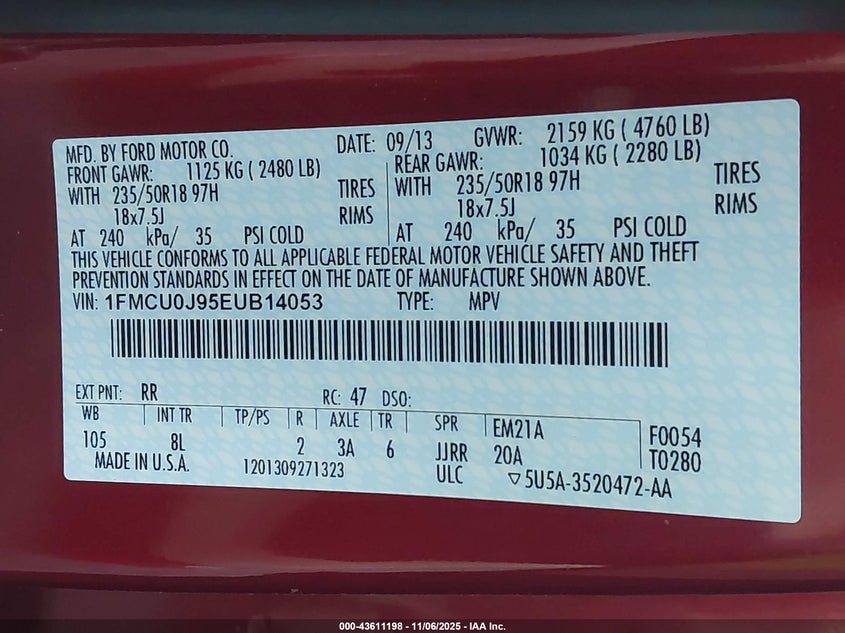 MFD. BY FORD MOTOR CO. DATE: 09/13 GVWR: 2159 KG ( 4760 LB)
FRONT GAWR: 1125 KG ( 2480 LB) REAR GAWR: 1034 KG ( 2280 LB)
WITH 235/50R18 97H TIRES WITH 235/50R18 97H TIRES
18x7.5J RIMS 18x7.5J RIMS
AT 240 kPa/ 35 PSI COLD AT 240 kPa/ 35 PSI COLD
THIS VEHICLE CONFORMS TO ALL APPLICABLE FEDERAL MOTOR VEHICLE SAFETY AND THEFT
PREVENTION STANDARDS IN EFFECT ON THE DATE OF MANUFACTURE SHOWN ABOVE.
VIN: 1FMCU0J95EUB14053 TYPE: MPV
EXT PNT: RR RC: 47 DSO:
WB INT TR TP/PS R AXLE TR SPR EM21A F0054
105 8L 2 3A 6 JJRR 20A T0280
MADE IN U.S.A. 1201309271323 ULC ▽5U5A-3520472-AA
000-43611198 - 11/06/2025 - IAA Inc.